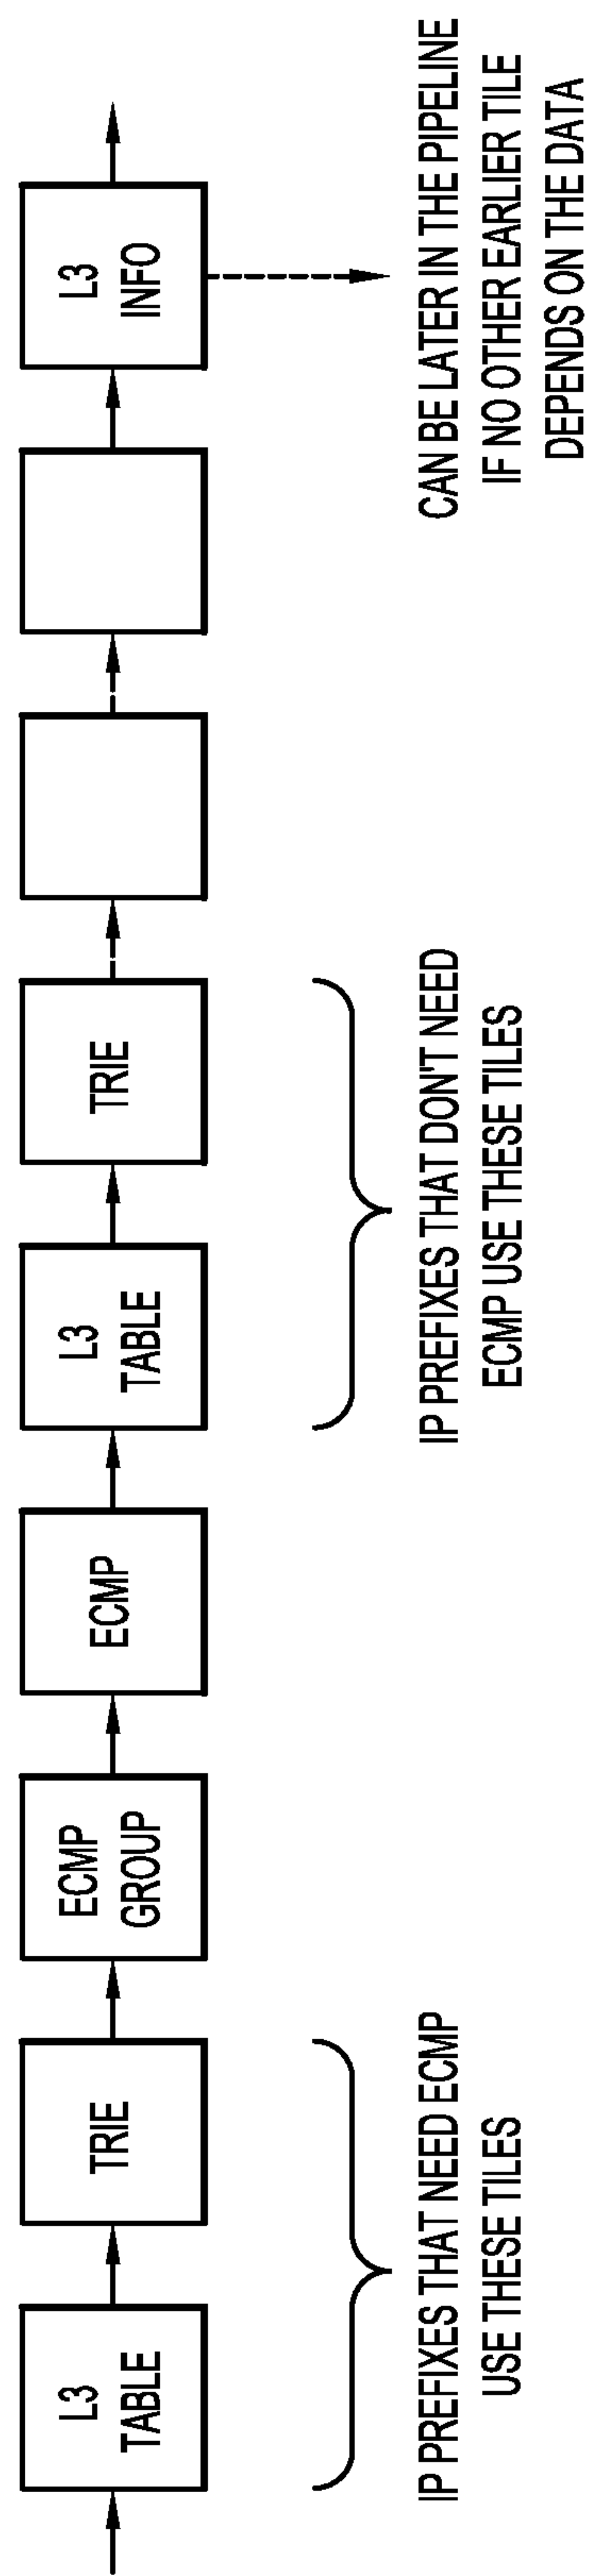 L3
TABLE
TRIE
ECMP
GROUP
ECMP
L3
TABLE
TRIE
L3
INFO
IP PREFIXES THAT NEED ECMP
USE THESE TILES
IP PREFIXES THAT DON'T NEED
ECMP USE THESE TILES
CAN BE LATER IN THE PIPELINE
IF NO OTHER EARLIER TILE
DEPENDS ON THE DATA